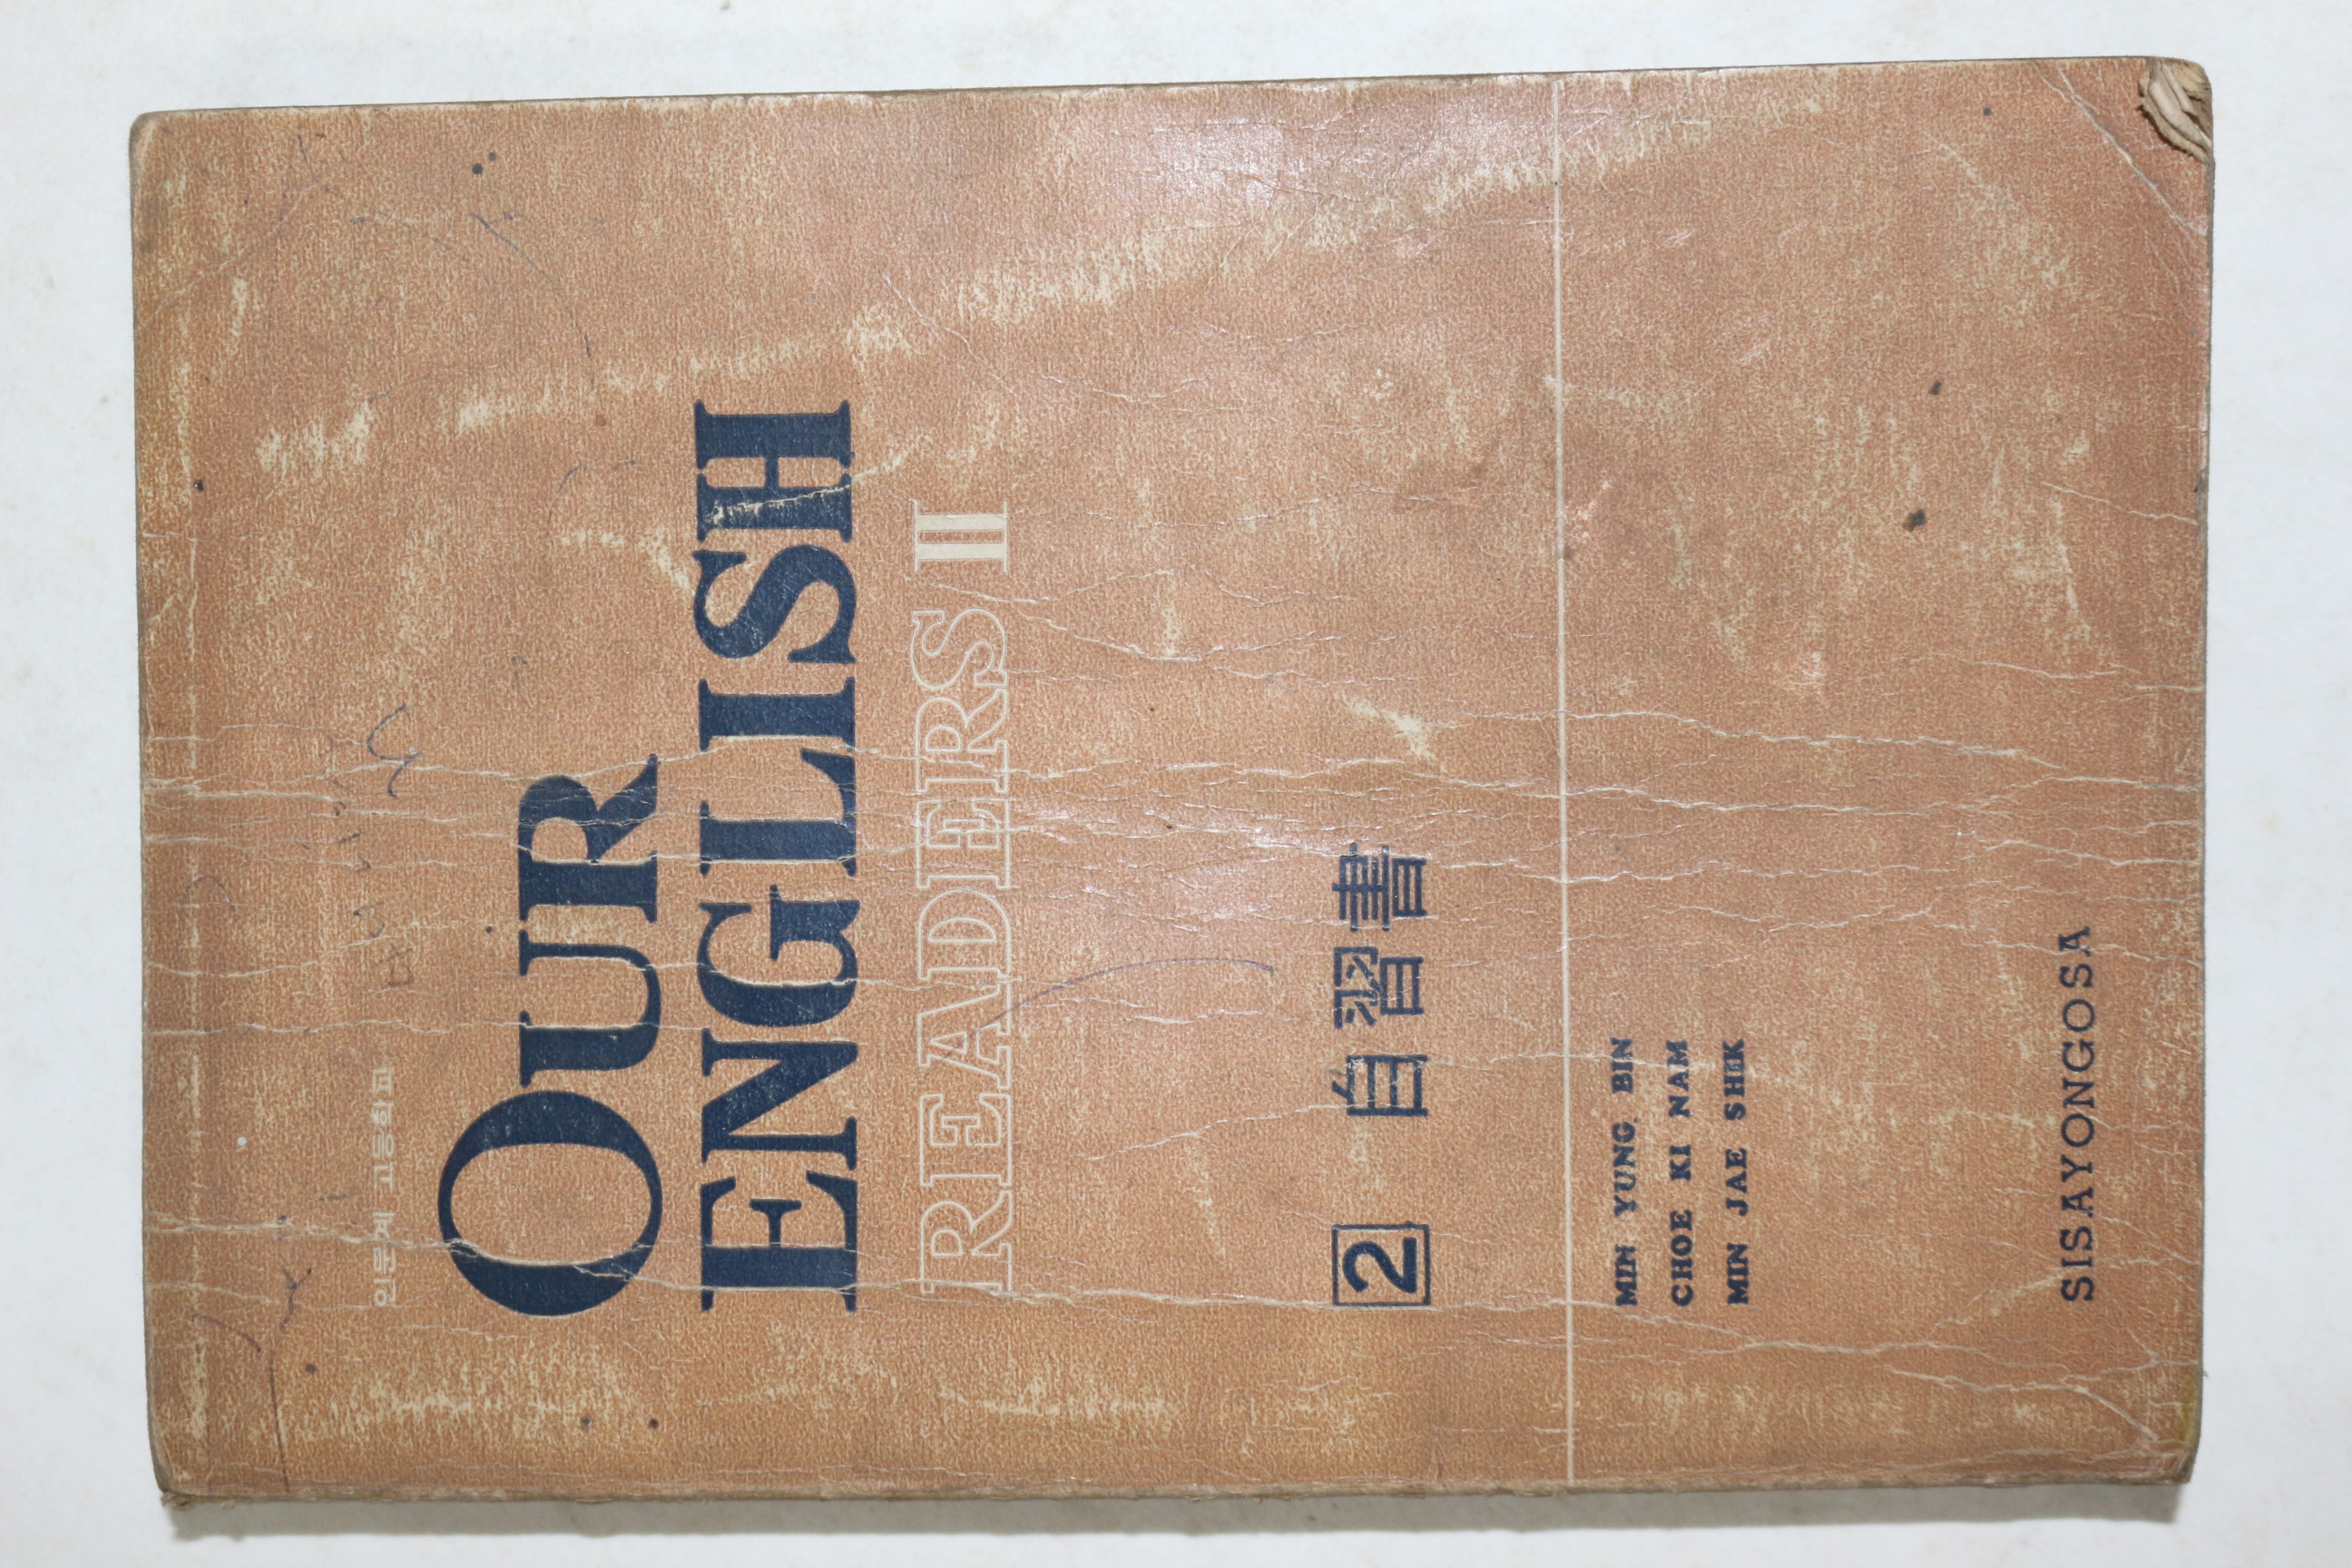 인문계 고등학교
OUR
ENGLISH
READERS II
2 自習書
MIN YUNG BIN
CHOE KI NAM
MIN JAE SHIK
SISAYONGOSA